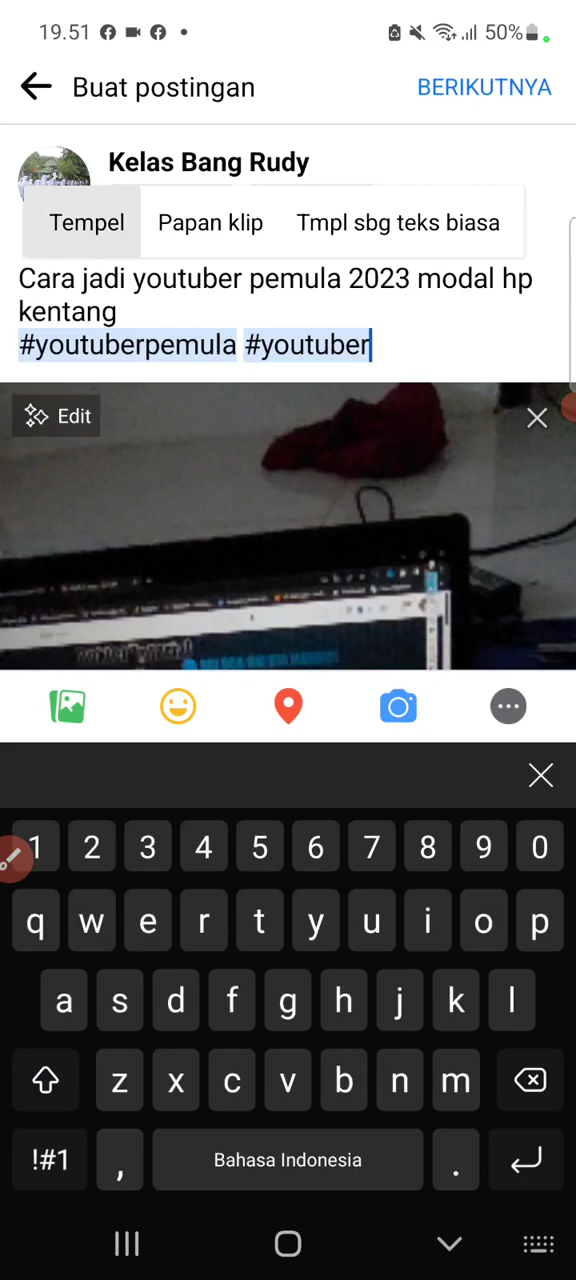 19.51 50%
Buat postingan BERIKUTNYA
Kelas Bang Rudy
Tempel Papan klip Tmpl sbg teks biasa
Cara jadi youtuber pemula 2023 modal hp
kentang
#youtuberpemula #youtuber
Edit
1 2 3 4 5 6 7 8 9 0
q w e r t y u i o p
a s d f g h j k l
z x c v b n m
!#1 , Bahasa Indonesia .